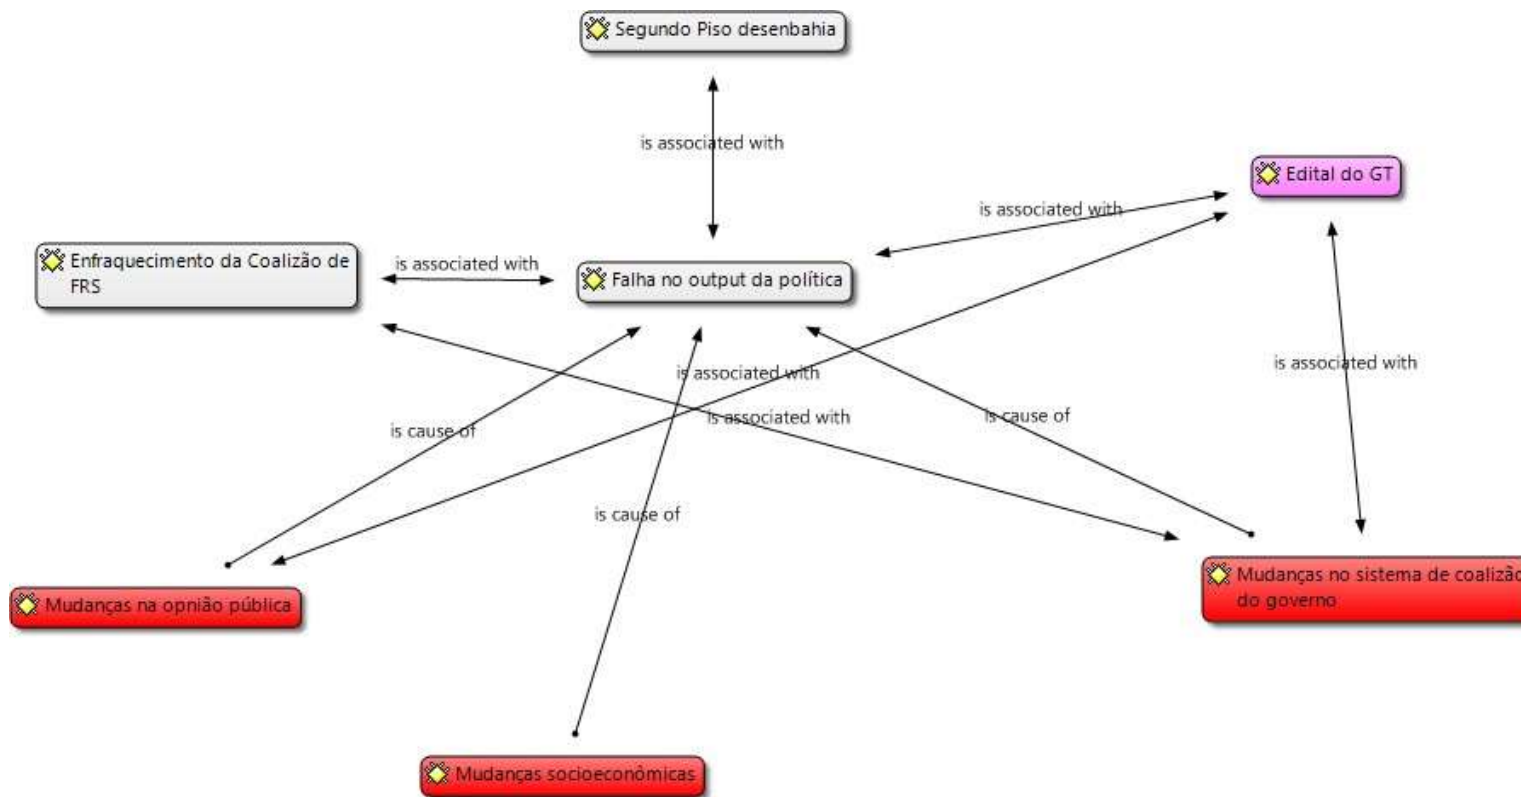 Segundo Piso desenbahia
is associated with
Edital do GT
is associated with
Enfraquecimento da Coalizão de
FRS
is associated with
Falha no output da política
is associated with
is associated with
is associated with
is cause of
is cause of
is cause of
Mudanças na opnião pública
Mudanças no sistema de coalizão
do governo
Mudanças socioeconômicas